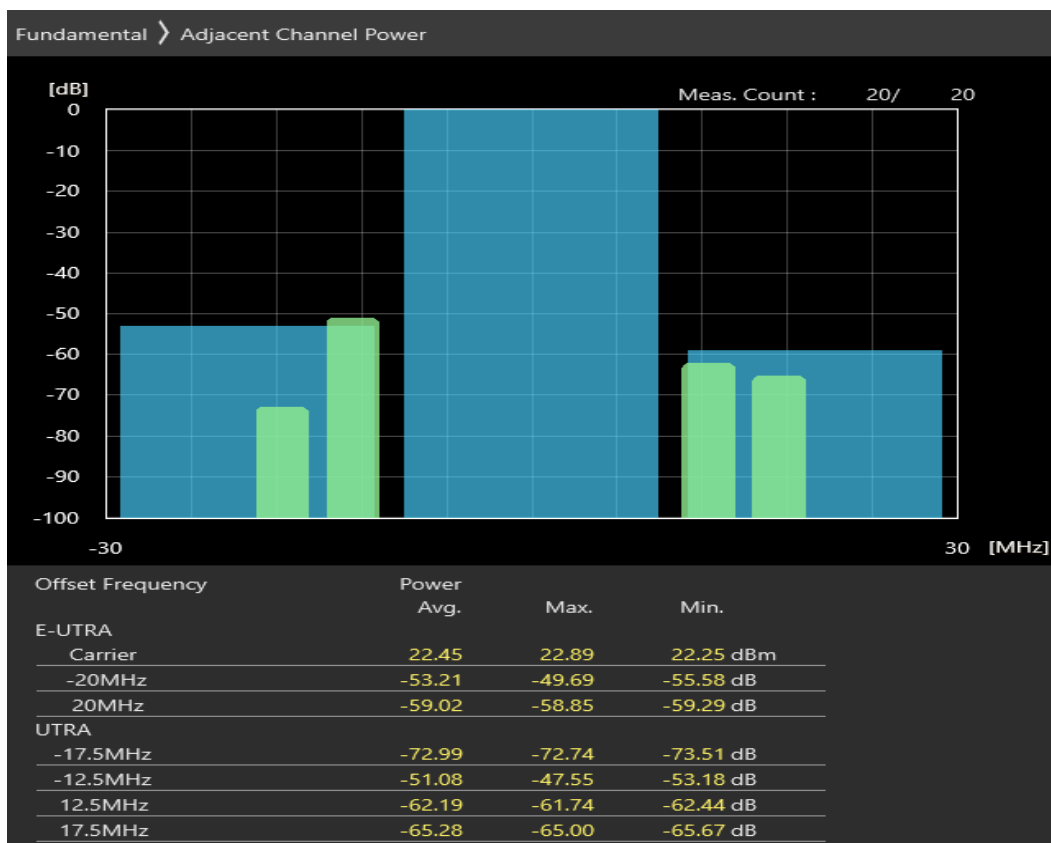 Fundamental 〉 Adjacent Channel Power
[dB]
Meas. Count : 20/ 20
0
-10
-20
-30
-40
-50
-60
-70
-80
-90
-100
-30 30 [MHz]
Offset Frequency Power
Avg. Max. Min.
E-UTRA
Carrier 22.45 22.89 22.25 dBm
-20MHz -53.21 -49.69 -55.58 dB
20MHz -59.02 -58.85 -59.29 dB
UTRA
-17.5MHz -72.99 -72.74 -73.51 dB
-12.5MHz -51.08 -47.55 -53.18 dB
12.5MHz -62.19 -61.74 -62.44 dB
17.5MHz -65.28 -65.00 -65.67 dB